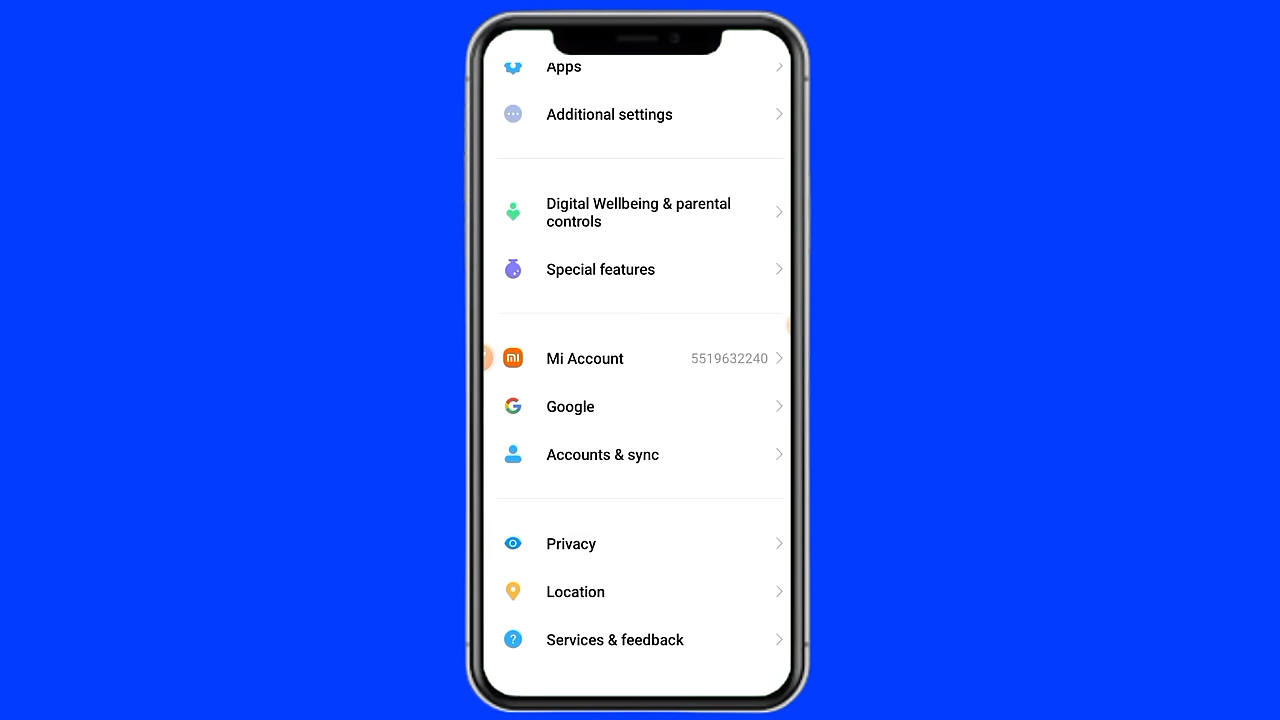 Apps
Additional settings
Digital Wellbeing & parental
controls
Special features
Mi Account 5519632240
Google
Accounts & sync
Privacy
Location
Services & feedback